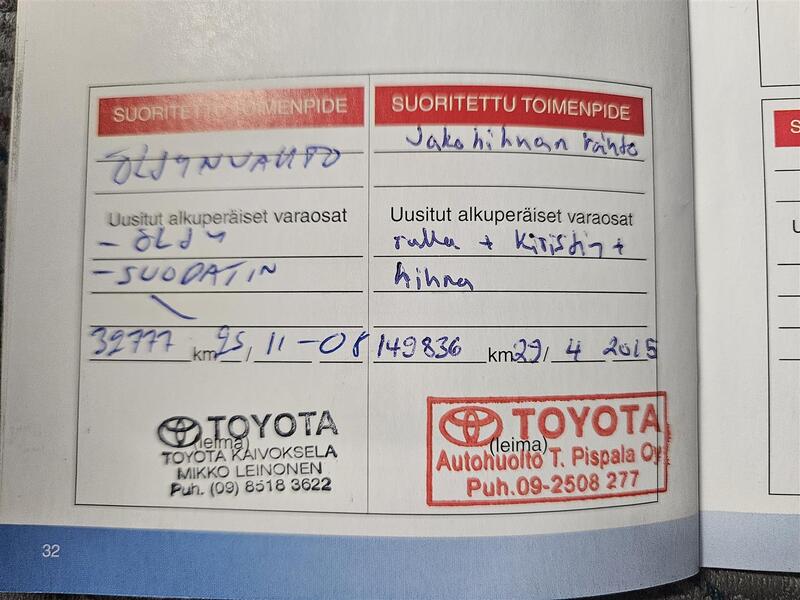 SUORITETTU TOIMENPIDE
ÖLJYNVAIHTO
Uusitut alkuperäiset varaosat
- ÖLJY
- SUODATIN
39777 km 25 / 11 - 08
(leima)
TOYOTA
TOYOTA KAIVOKSELA
MIKKO LEINONEN
Puh. (09) 8518 3622
SUORITETTU TOIMENPIDE
Jakohihnan vaihto
Uusitut alkuperäiset varaosat
rulla + kiristin +
hihna
149836 km 29/ 4 2015
(leima)
TOYOTA
Autohuolto T. Pispala Oy
Puh.09-2508 277
32
S
U